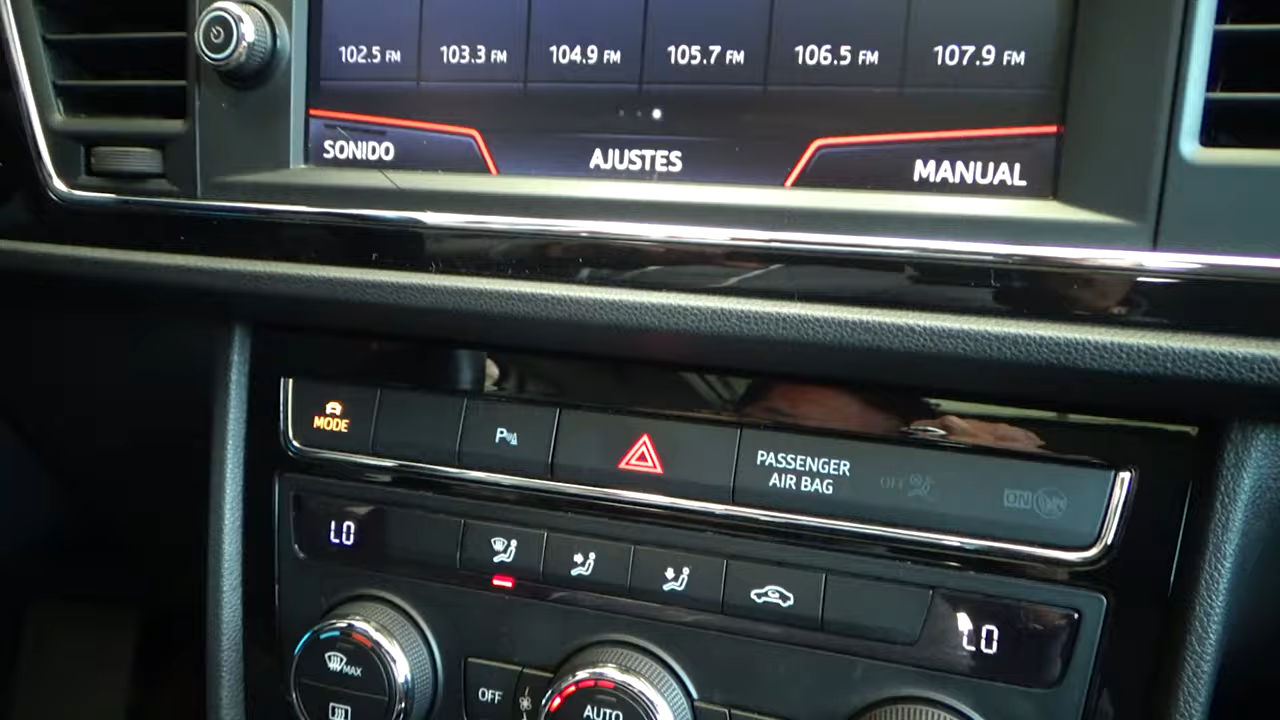 102.5 FM 103.3 FM 104.9 FM 105.7 FM 106.5 FM 107.9 FM
SONIDO AJUSTES MANUAL
MODE
P
PASSENGER
AIR BAG
OFF
ON
LO
LO
MAX
OFF
AUTO